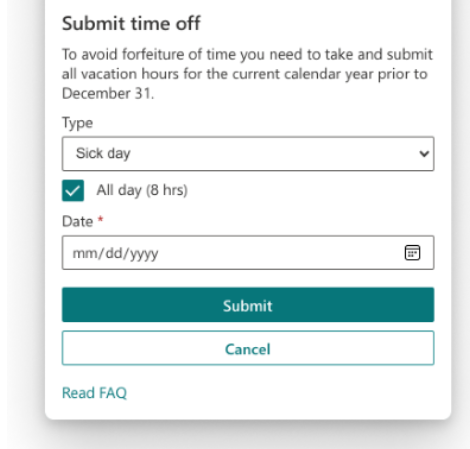 Submit time off
To avoid forfeiture of time you need to take and submit
all vacation hours for the current calendar year prior to
December 31.
Type
Sick day
All day (8 hrs)
Date *
mm/dd/yyyy
Submit
Cancel
Read FAQ